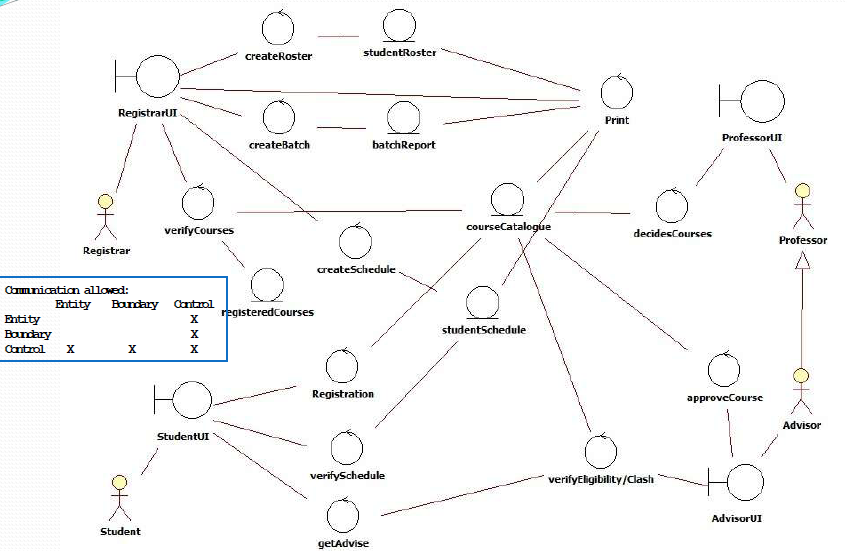 createRoster
studentRoster
RegistrarUI
Print
ProfessorUI
createBatch
batchReport
verifyCourses
courseCatalogue
decidesCourses
Registrar
Professor
createSchedule
Communication allowed:
Entity Boundary Control
Entity X
Boundary X
Control X X X
registeredCourses
studentSchedule
Registration
approveCourse
StudentUI
Advisor
verifySchedule
verifyEligibility/Clash
Student
getAdvise
AdvisorUI